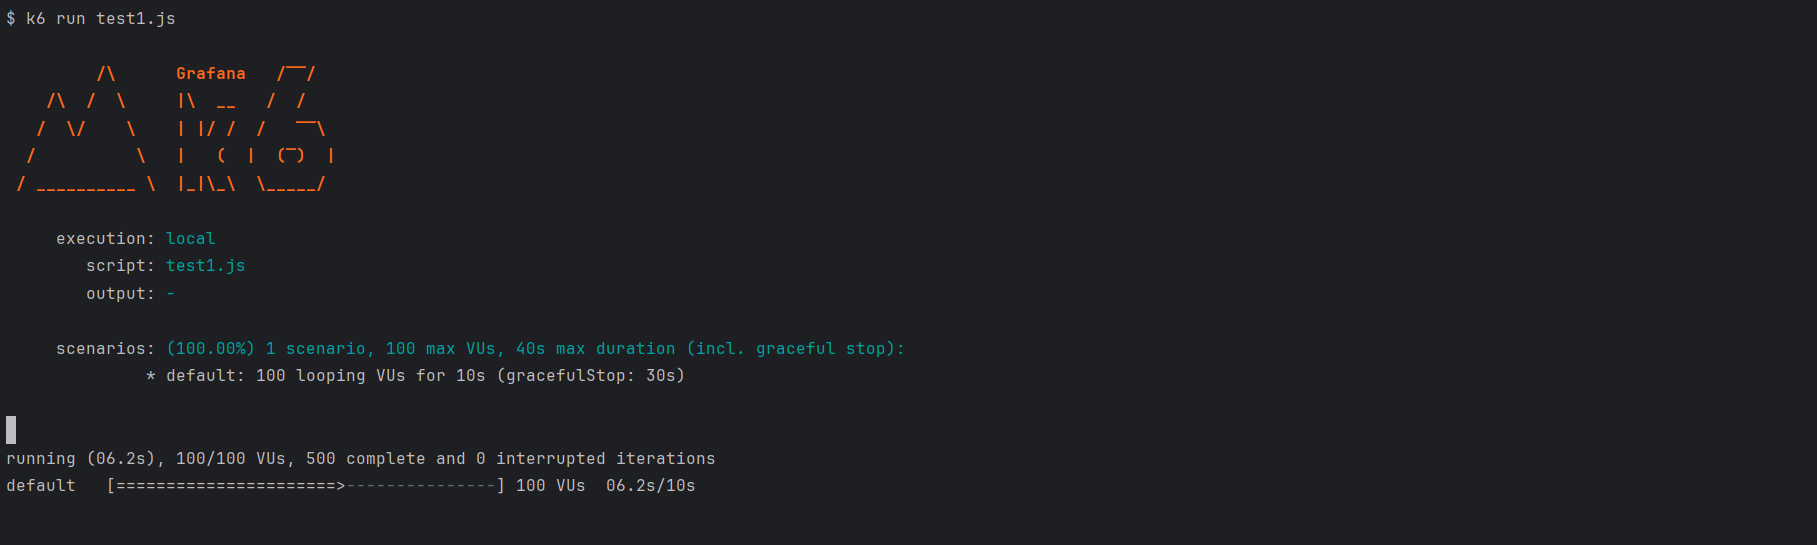 $ k6 run test1.js
         /\      Grafana   /‾‾/
    /\  /  \     |\  __   /  /
   /  \/    \    | |/ /  /   ‾‾\
  /          \   |   (  |  (‾)  |
 / __________ \  |_|\_\  \_____/
     execution: local
        script: test1.js
        output: -
     scenarios: (100.00%) 1 scenario, 100 max VUs, 40s max duration (incl. graceful stop):
              * default: 100 looping VUs for 10s (gracefulStop: 30s)
running (06.2s), 100/100 VUs, 500 complete and 0 interrupted iterations
default   [======================>---------------] 100 VUs  06.2s/10s